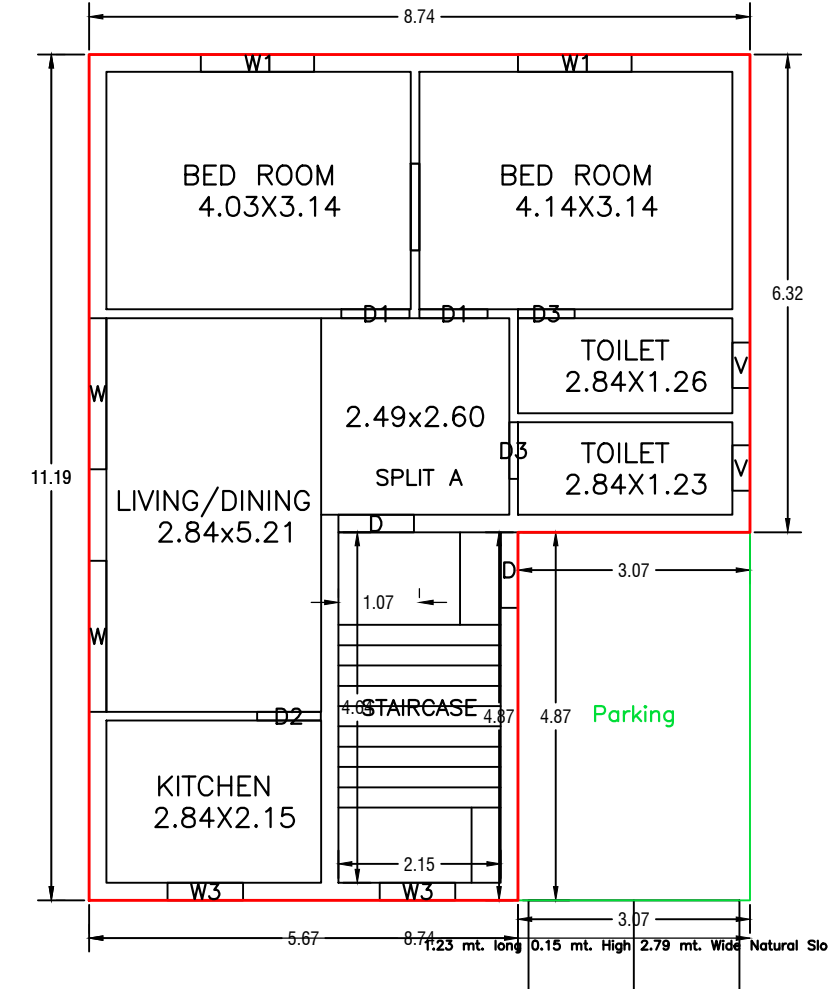 8.74
W1
W1
BED ROOM
4.03X3.14
BED ROOM
4.14X3.14
6.32
D1
D1
D3
TOILET
2.84X1.26
V
W
2.49x2.60
SPLIT A
D3
TOILET
2.84X1.23
V
11.19
LIVING/DINING
2.84x5.21
D
D
3.07
1.07
W
STAIRCASE
4.87
4.87
Parking
D2
KITCHEN
2.84X2.15
2.15
W3
W3
3.07
5.67
8.74
1.23 mt. long 0.15 mt. High 2.79 mt. Wide Natural Slo